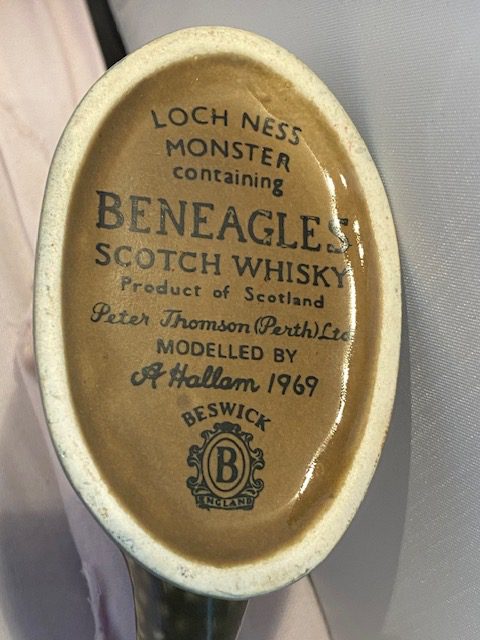 LOCH NESS
MONSTER
containing
BENEAGLES
SCOTCH WHISKY
Product of Scotland
Peter Thomson (Perth) Ltd
MODELLED BY
A Hallam 1969
BESWICK
B
ENGLAND